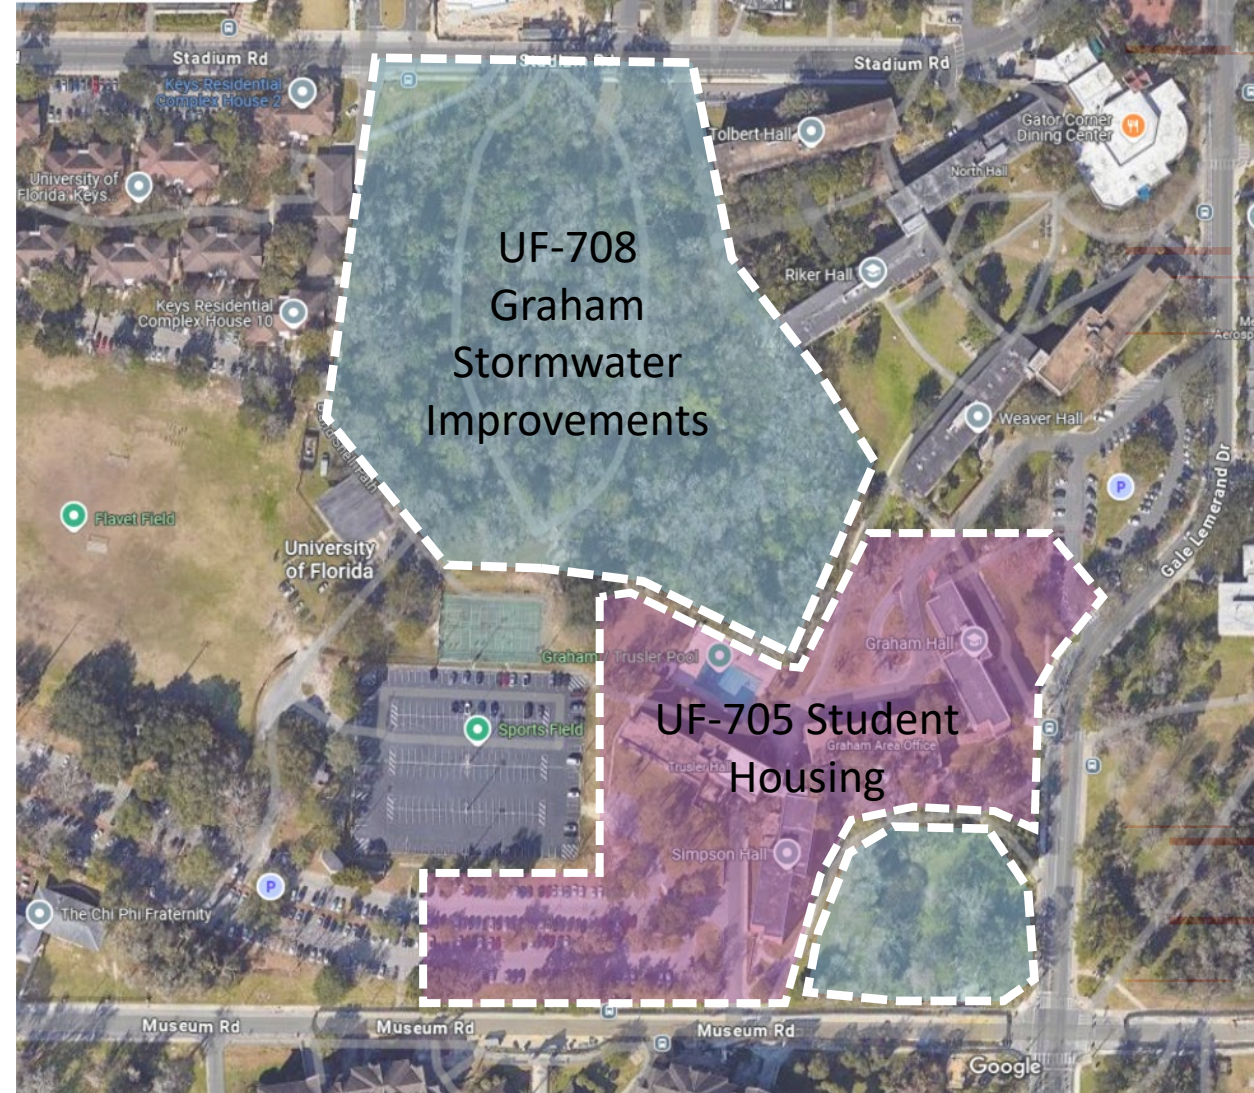 Stadium Rd
Stadium Rd
Stadium Rd
Keys Residential
Complex House 2
Tolbert Hall
Gator Corner
Dining Center
North Hall
University of
Florida: Keys...
UF-708
Graham
Stormwater
Improvements
Riker Hall
Keys Residential
Complex House 10
Weaver Hall
P
Gale Lemerand Dr
Flavet Field
University
of Florida
Graham Hall
Graham / Trusler Pool
UF-705 Student
Housing
Sports Field
Graham Area Office
Trusler Hall
Simpson Hall
P
The Chi Phi Fraternity
Museum Rd
Museum Rd
Museum Rd
Google